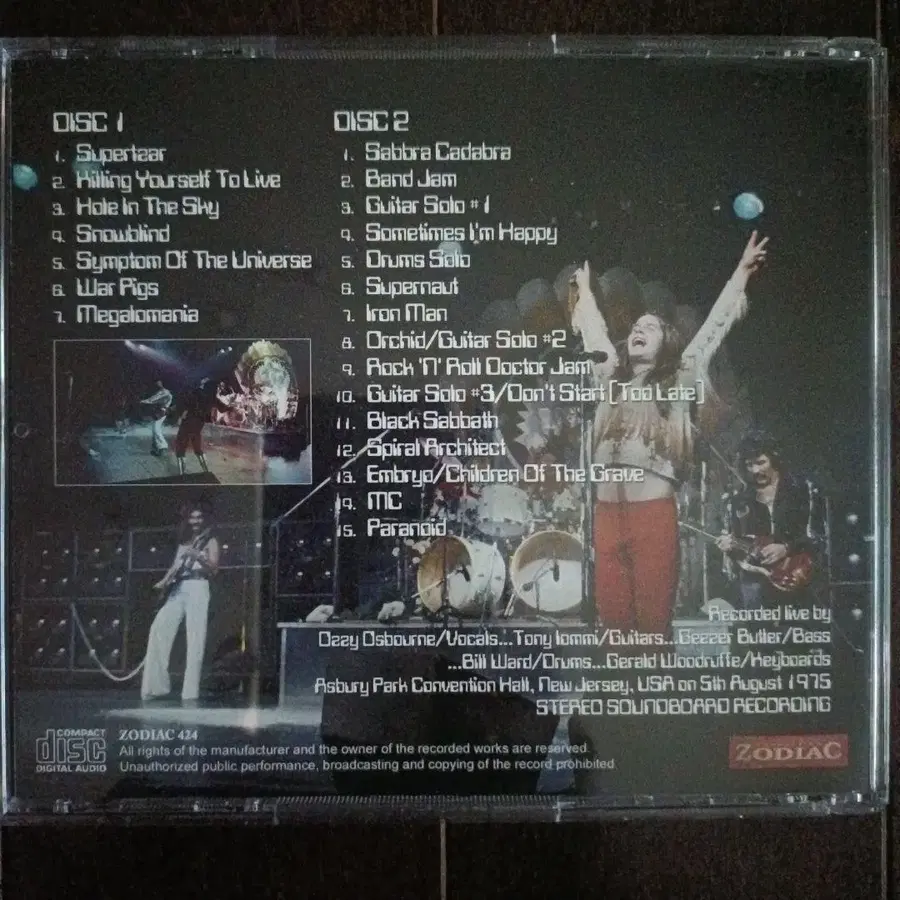 DISC 1
1. Supertzar
2. Killing Yourself To Live
3. Hole In The Sky
4. Snowblind
5. Symptom Of The Universe
6. War Pigs
7. Megalomania
DISC 2
1. Sabbra Cadabra
2. Band Jam
3. Guitar Solo #1
4. Sometimes I'm Happy
5. Drums Solo
6. Supernaut
7. Iron Man
8. Orchid/Guitar Solo #2
9. Rock 'N' Roll Doctor Jam
10. Guitar Solo #3/Don't Start [Too Late]
11. Black Sabbath
12. Spiral Architect
13. Embryo/Children Of The Grave
14. MC
15. Paranoid
Recorded live by
Ozzy Osbourne/Vocals...Tony Iommi/Guitars...Geezer Butler/Bass
...Bill Ward/Drums...Gerald Woodruffe/Keyboards
Asbury Park Convention Hall, New Jersey, USA on 5th August 1975
STEREO SOUNDBOARD RECORDING
COMPACT
disc
DIGITAL AUDIO
ZODIAC 424
All rights of the manufacturer and the owner of the recorded works are reserved.
Unauthorized public performance, broadcasting and copying of the record prohibited
ZODIAC